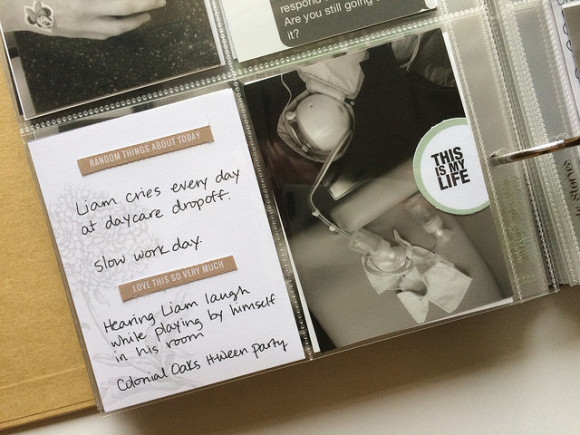 respond
Are you still going
it?
RANDOM THINGS ABOUT TODAY
Liam cries every day
at daycare dropoff.
Slow work day.
LOVE THIS SO VERY MUCH
Hearing Liam laugh
while playing by himself
in his room
Colonial Oaks H-ween party
THIS
IS MY
LIFE